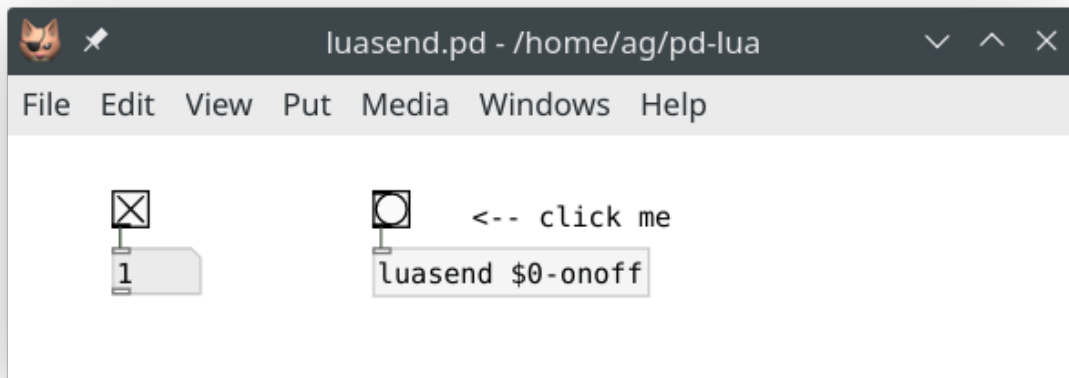 luasend.pd - /home/ag/pd-lua
File Edit View Put Media Windows Help
<-- click me
1
luasend $0-onoff